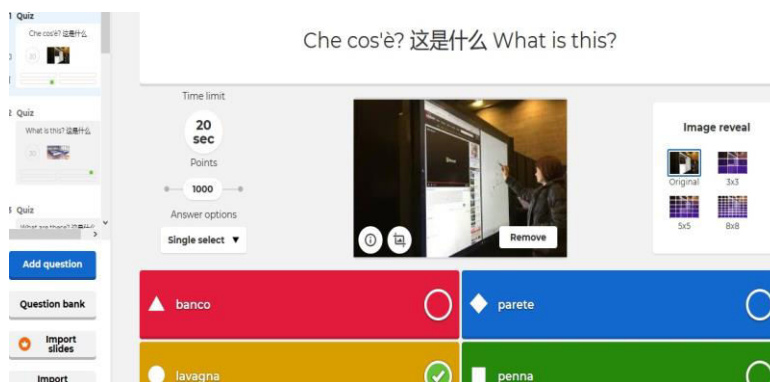 Quiz
Che cos'è? 这是什么
2 Quiz
What is this? 这是什么
Quiz
Add question
Question bank
Import slides
Import
Che cos'è? 这是什么 What is this?
Time limit
20
sec
Points
1000
Answer options
Single select
Remove
Image reveal
Original
3x3
5x5
8x8
banco
parete
lavagna
penna